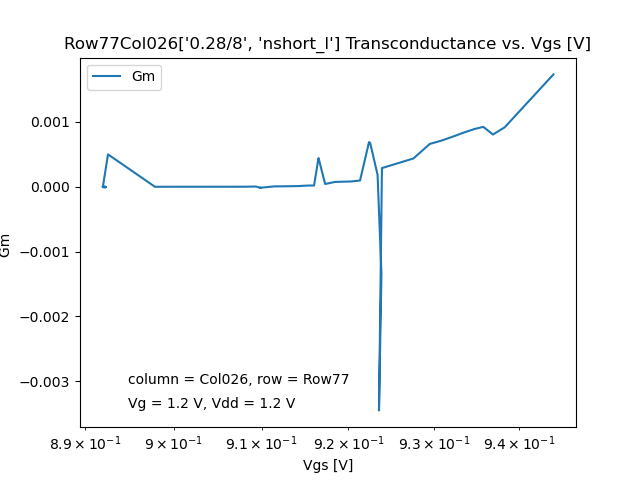 Row77Col026['0.28/8', 'nshort_l'] Transconductance vs. Vgs [V]
Gm
0.001
0.000
−0.001
−0.002
−0.003
Gm
column = Col026, row = Row77
Vg = 1.2 V, Vdd = 1.2 V
8.9 × 10⁻¹ 9 × 10⁻¹ 9.1 × 10⁻¹ 9.2 × 10⁻¹ 9.3 × 10⁻¹ 9.4 × 10⁻¹
Vgs [V]